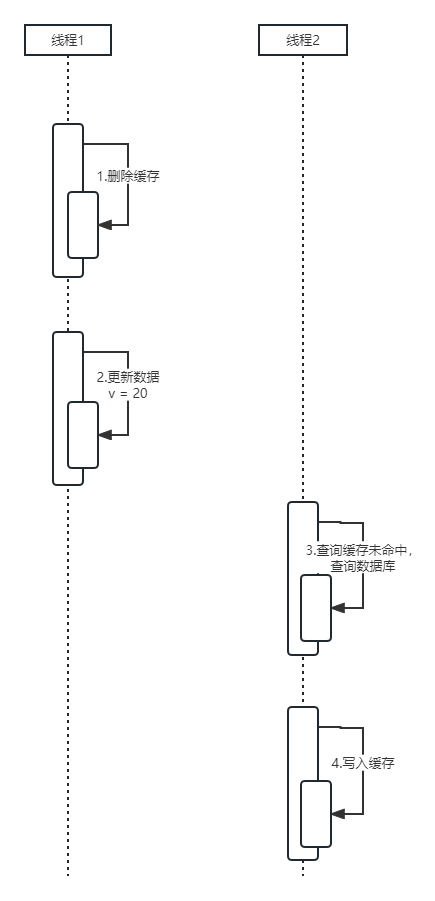 线程1
线程2
1.删除缓存
2.更新数据
v = 20
3.查询缓存未命中，
查询数据库
4.写入缓存